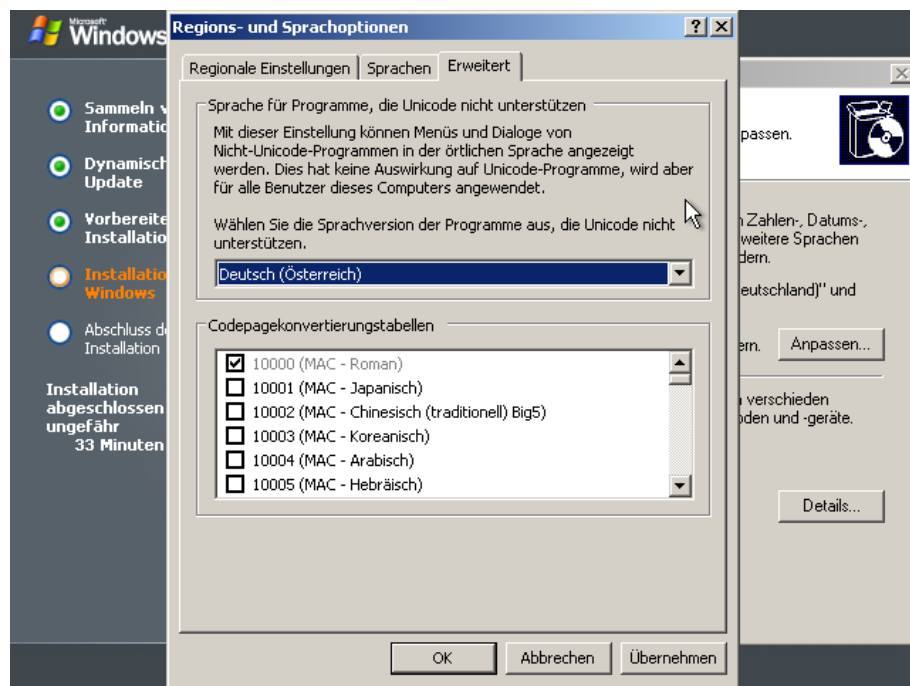 Microsoft
Windows
Regions- und Sprachoptionen
Regionale Einstellungen
Sprachen
Erweitert
Sprache für Programme, die Unicode nicht unterstützen
Mit dieser Einstellung können Menüs und Dialoge von
Nicht-Unicode-Programmen in der örtlichen Sprache angezeigt
werden. Dies hat keine Auswirkung auf Unicode-Programme, wird aber
für alle Benutzer dieses Computers angewendet.
Wählen Sie die Sprachversion der Programme aus, die Unicode nicht
unterstützen.
Deutsch (Österreich)
Codepagekonvertierungstabellen
10000 (MAC - Roman)
10001 (MAC - Japanisch)
10002 (MAC - Chinesisch (traditionell) Big5)
10003 (MAC - Koreanisch)
10004 (MAC - Arabisch)
10005 (MAC - Hebräisch)
OK
Abbrechen
Übernehmen
Sammeln v
Informatic
Dynamisch
Update
Vorbereite
Installatio
Installatio
Windows
Abschluss de
Installation
Installation
abgeschlossen
ungefähr
33 Minuten
passen.
n Zahlen-, Datums-,
weitere Sprachen
dern.
eutschland)" und
ern.
Anpassen...
n verschieden
oden und -geräte.
Details...